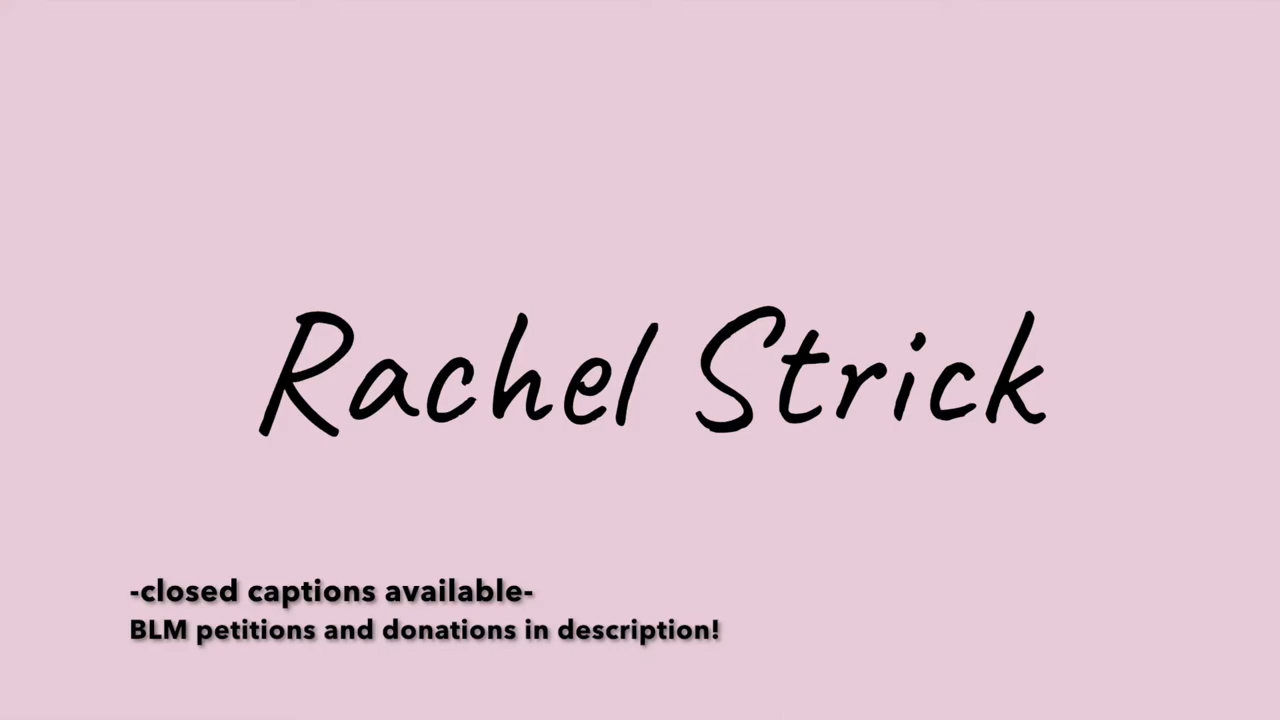 Rachel Strick
-closed captions available-
BLM petitions and donations in description!